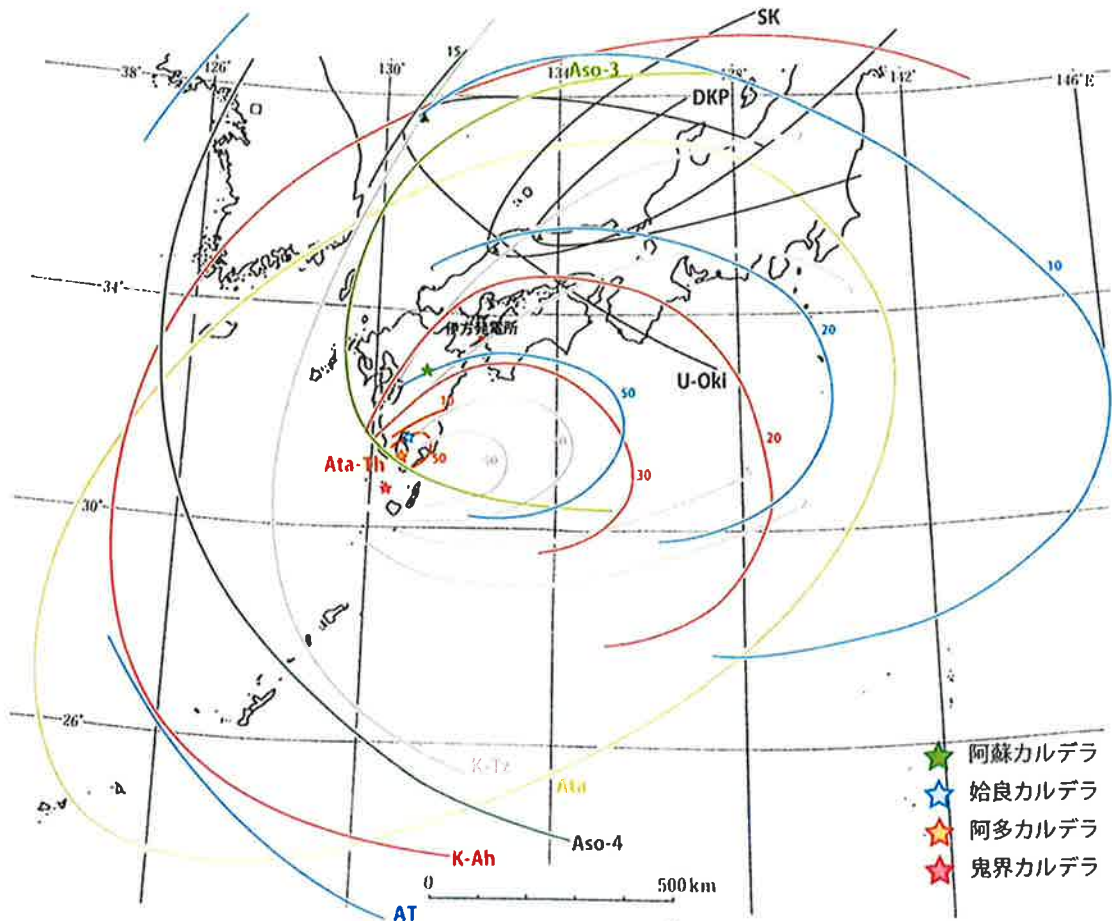 SK
15
38°
126°
130°
Aso-3
134°
138°
142°
146°E
DKP
10
34°
20
伊方発電所
U-Oki
50
10
20
Ata-Th
50
30
30°
26°
K-Tz
Ata
阿蘇カルデラ
姶良カルデラ
阿多カルデラ
鬼界カルデラ
Aso-4
K-Ah
0
500km
AT